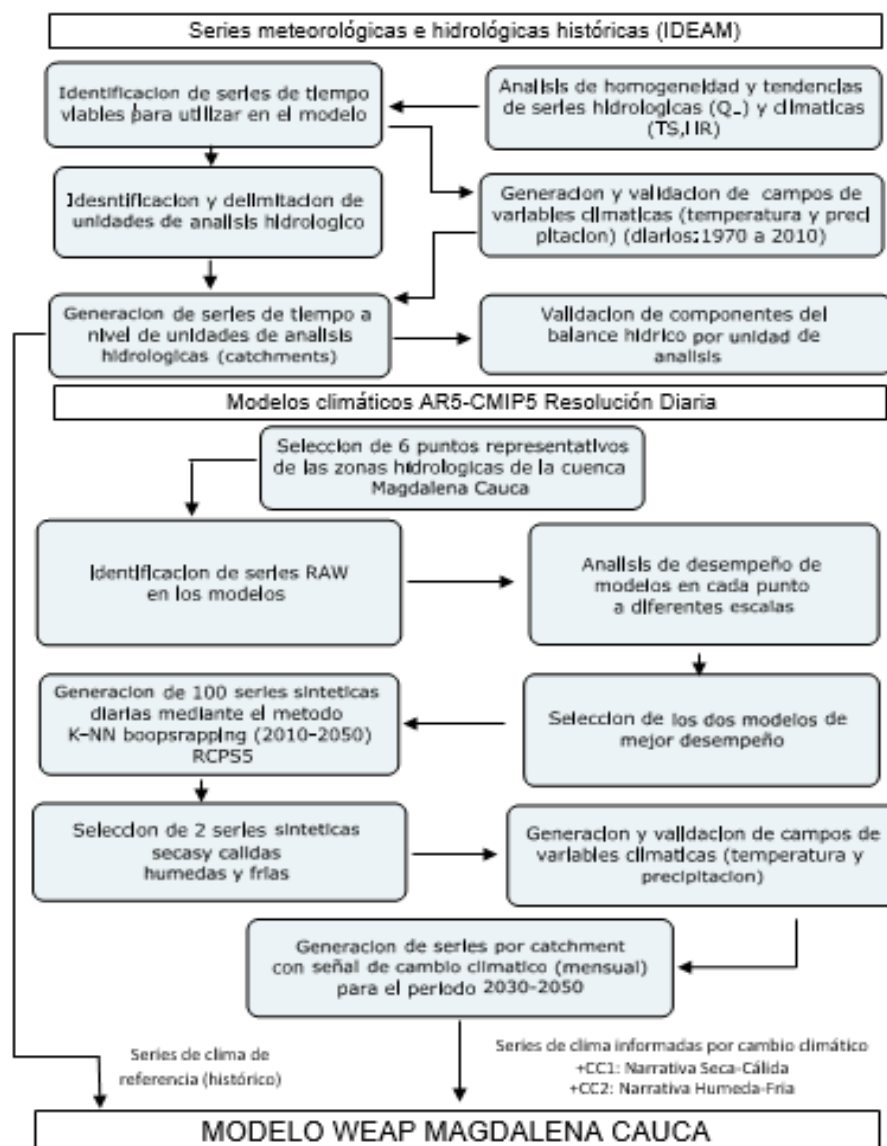 Series meteorológicas e hidrológicas históricas (IDEAM)
Identificacion de series de tiempo
viables para utilizar en el modelo
Analisis de homogeneidad y tendencias
de series hidrologicas (Q_) y climaticas
(TS,HR)
Idesntificacion y delimitacion de
unidades de analisis hidrologico
Generacion y validacion de campos de
variables climaticas (temperatura y preci
pitacion) (diarios:1970 a 2010)
Generacion de series de tiempo a
nivel de unidades de analisis
hidrologicas (catchments)
Validacion de componentes del
balance hidrico por unidad de
analisis
Modelos climáticos AR5-CMIP5 Resolución Diaria
Seleccion de 6 puntos representativos
de las zonas hidrologicas de la cuenca
Magdalena Cauca
Identificacion de series RAW
en los modelos
Analisis de desempeño de
modelos en cada punto
a diferentes escalas
Generacion de 100 series sinteticas
diarias mediante el metodo
K-NN boopsrapping (2010-2050)
RCPS5
Seleccion de los dos modelos de
mejor desempeño
Seleccion de 2 series sinteticas
secasy calidas
humedas y frias
Generacion y validacion de campos de
variables climaticas (temperatura y
precipitacion)
Generacion de series por catchment
con señal de cambio climatico (mensual)
para el periodo 2030-2050
Series de clima de
referencia (histórico)
Series de clima informadas por cambio climático
+CC1: Narrativa Seca-Cálida
+CC2: Narrativa Humeda-Fria
MODELO WEAP MAGDALENA CAUCA